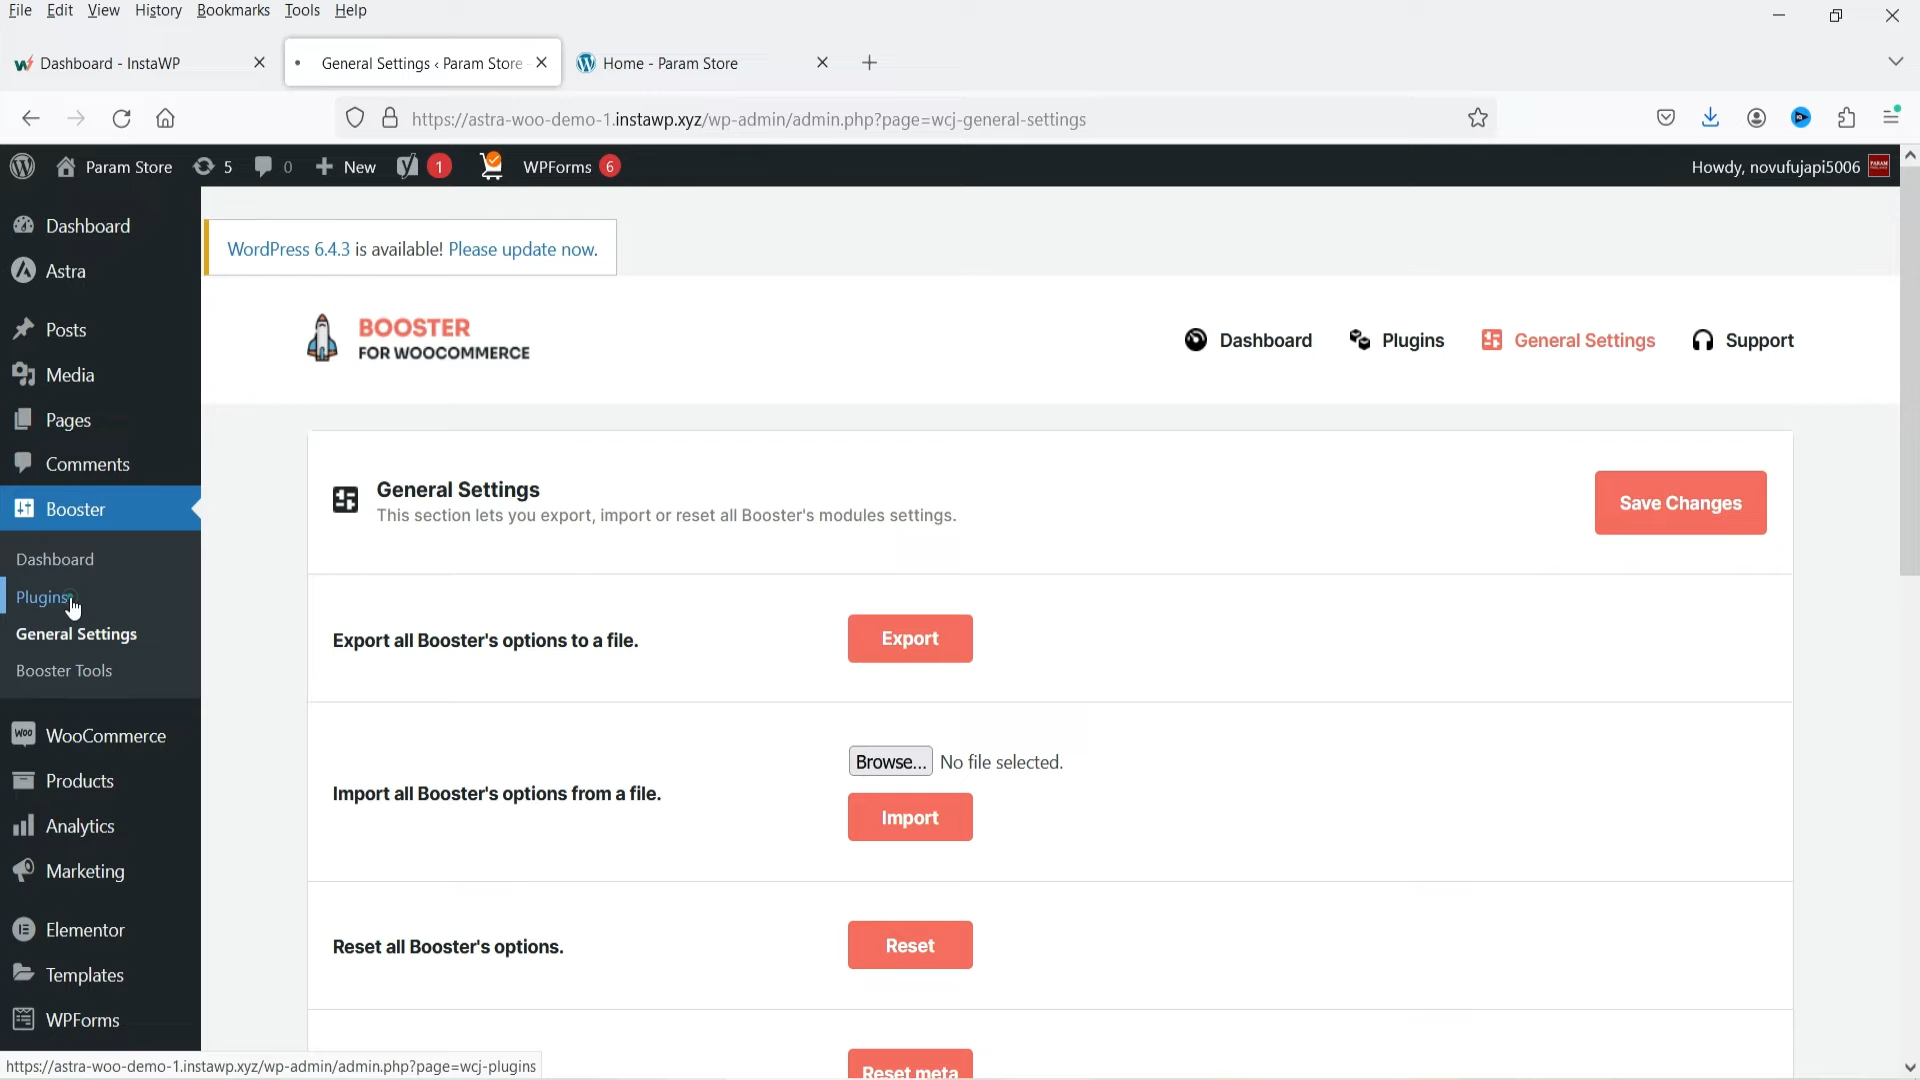 File Edit View History Bookmarks Tools Help
Dashboard - InstaWP
General Settings ‹ Param Store
Home - Param Store
https://astra-woo-demo-1.instawp.xyz/wp-admin/admin.php?page=wcj-general-settings
Param Store 5 0 New 1 WPForms 6
Howdy, novufujapi5006
Dashboard
Astra
Posts
Media
Pages
Comments
Booster
Dashboard
Plugins
General Settings
Booster Tools
WooCommerce
Products
Analytics
Marketing
Elementor
Templates
WPForms
WordPress 6.4.3 is available! Please update now.
BOOSTER
FOR WOOCOMMERCE
Dashboard Plugins General Settings Support
General Settings
This section lets you export, import or reset all Booster's modules settings.
Save Changes
Export all Booster's options to a file.
Export
Browse... No file selected.
Import all Booster's options from a file.
Import
Reset all Booster's options.
Reset
Reset meta
https://astra-woo-demo-1.instawp.xyz/wp-admin/admin.php?page=wcj-plugins